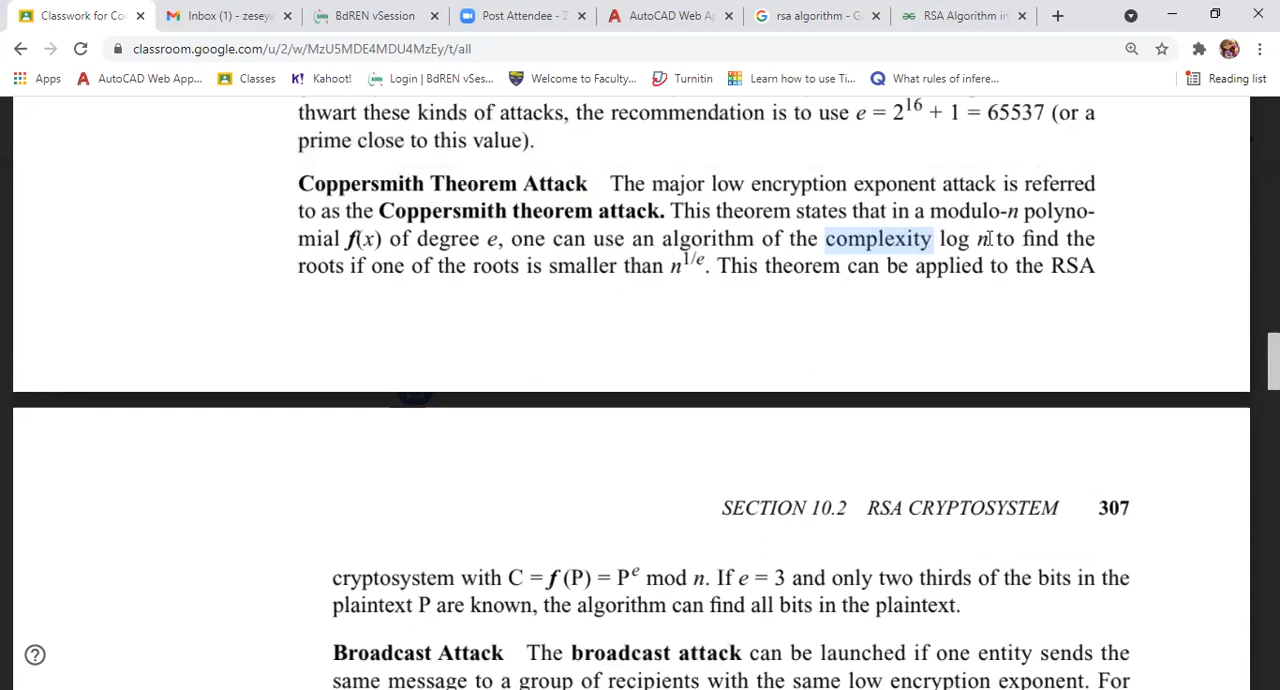 Classwork for Co
Inbox (1) - zeseya
BdREN vSession
Post Attendee - Z
AutoCAD Web Ap
rsa algorithm - G
RSA Algorithm in
classroom.google.com/u/2/w/MzU5MDE4MDU4MzEy/t/all
Apps
AutoCAD Web App...
Classes
K! Kahoot!
Login | BdREN vSes...
Welcome to Faculty...
Turnitin
Learn how to use Ti...
What rules of infere...
Reading list
thwart these kinds of attacks, the recommendation is to use e = 2^16 + 1 = 65537 (or a
prime close to this value).
Coppersmith Theorem Attack The major low encryption exponent attack is referred
to as the Coppersmith theorem attack. This theorem states that in a modulo-n polyno-
mial f(x) of degree e, one can use an algorithm of the complexity log n to find the
roots if one of the roots is smaller than n^1/e. This theorem can be applied to the RSA
SECTION 10.2 RSA CRYPTOSYSTEM 307
cryptosystem with C = f (P) = P^e mod n. If e = 3 and only two thirds of the bits in the
plaintext P are known, the algorithm can find all bits in the plaintext.
Broadcast Attack The broadcast attack can be launched if one entity sends the
same message to a group of recipients with the same low encryption exponent. For